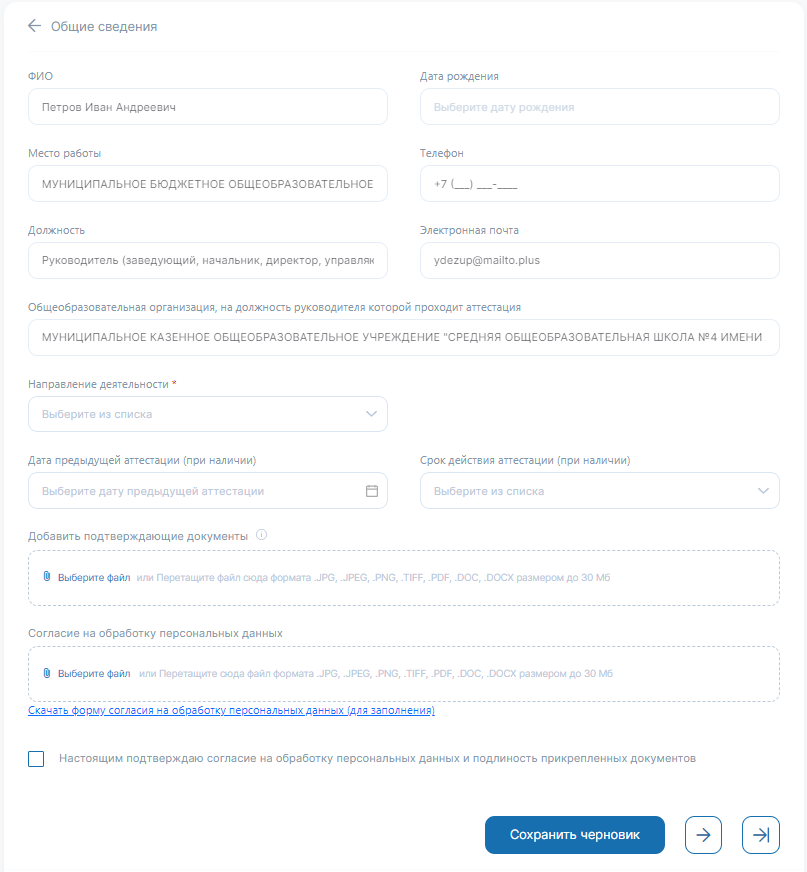 Общие сведения
ФИО
Дата рождения
Петров Иван Андреевич
Выберите дату рождения
Место работы
Телефон
МУНИЦИПАЛЬНОЕ БЮДЖЕТНОЕ ОБЩЕОБРАЗОВАТЕЛЬНОЕ
+7 (___) ___-____
Должность
Электронная почта
Руководитель (заведующий, начальник, директор, управляк
ydezup@mailto.plus
Общеобразовательная организация, на должность руководителя которой проходит аттестация
МУНИЦИПАЛЬНОЕ КАЗЕННОЕ ОБЩЕОБРАЗОВАТЕЛЬНОЕ УЧРЕЖДЕНИЕ "СРЕДНЯЯ ОБЩЕОБРАЗОВАТЕЛЬНАЯ ШКОЛА №4 ИМЕНИ
Направление деятельности *
Выберите из списка
Дата предыдущей аттестации (при наличии)
Срок действия аттестации (при наличии)
Выберите дату предыдущей аттестации
Выберите из списка
Добавить подтверждающие документы
Выберите файл или Перетащите файл сюда формата .JPG, .JPEG, .PNG, .TIFF, .PDF, .DOC, .DOCX размером до 30 Мб
Согласие на обработку персональных данных
Выберите файл или Перетащите сюда файл формата .JPG, .JPEG, .PNG, .TIFF, .PDF, .DOC, .DOCX размером до 30 Мб
Скачать форму согласия на обработку персональных данных (для заполнения)
Настоящим подтверждаю согласие на обработку персональных данных и подлиность прикрепленных документов
Сохранить черновик